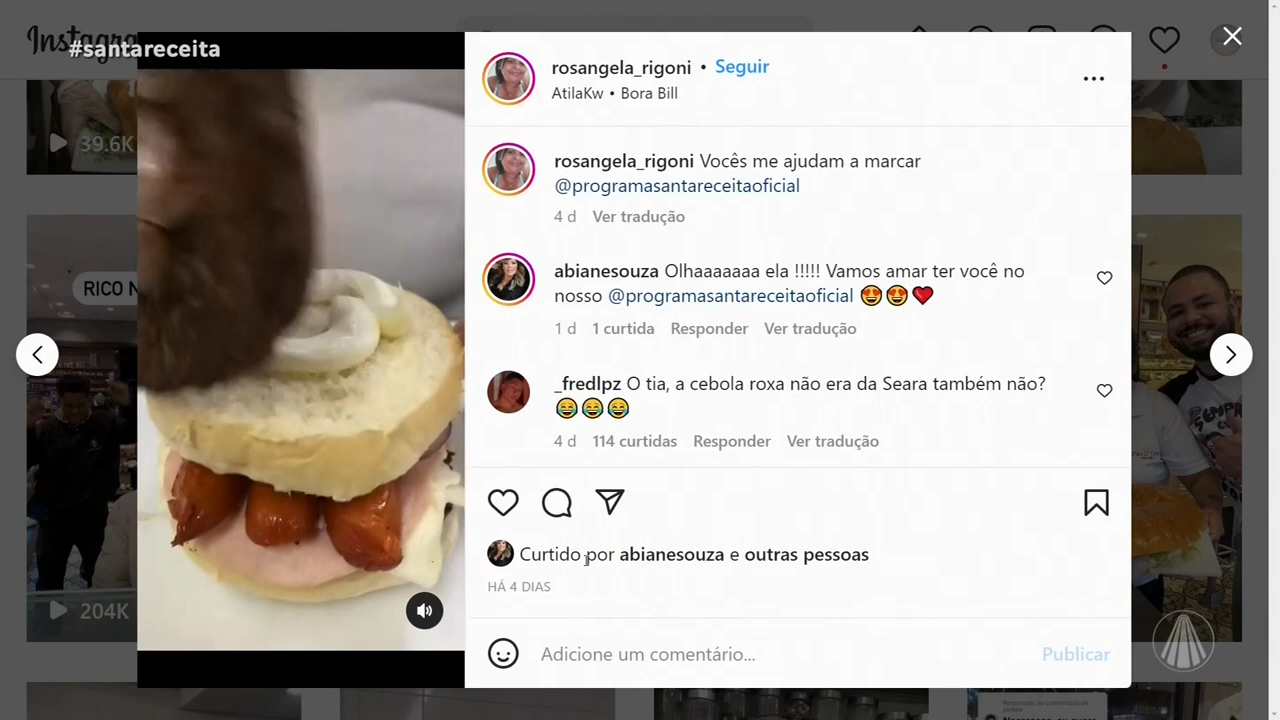 Instagra
#santareceita
rosangela_rigoni • Seguir
AtilaKw • Bora Bill
39.6K
rosangela_rigoni Vocês me ajudam a marcar
@programasantareceitaoficial
4 d Ver tradução
abianesouza Olhaaaaaaa ela !!!!! Vamos amar ter você no
nosso @programasantareceitaoficial 😍😍❤️
1 d 1 curtida Responder Ver tradução
RICO N
_fredlpz O tia, a cebola roxa não era da Seara também não?
😂😂😂
4 d 114 curtidas Responder Ver tradução
Curtido por abianesouza e outras pessoas
HÁ 4 DIAS
204K
Adicione um comentário...
Publicar